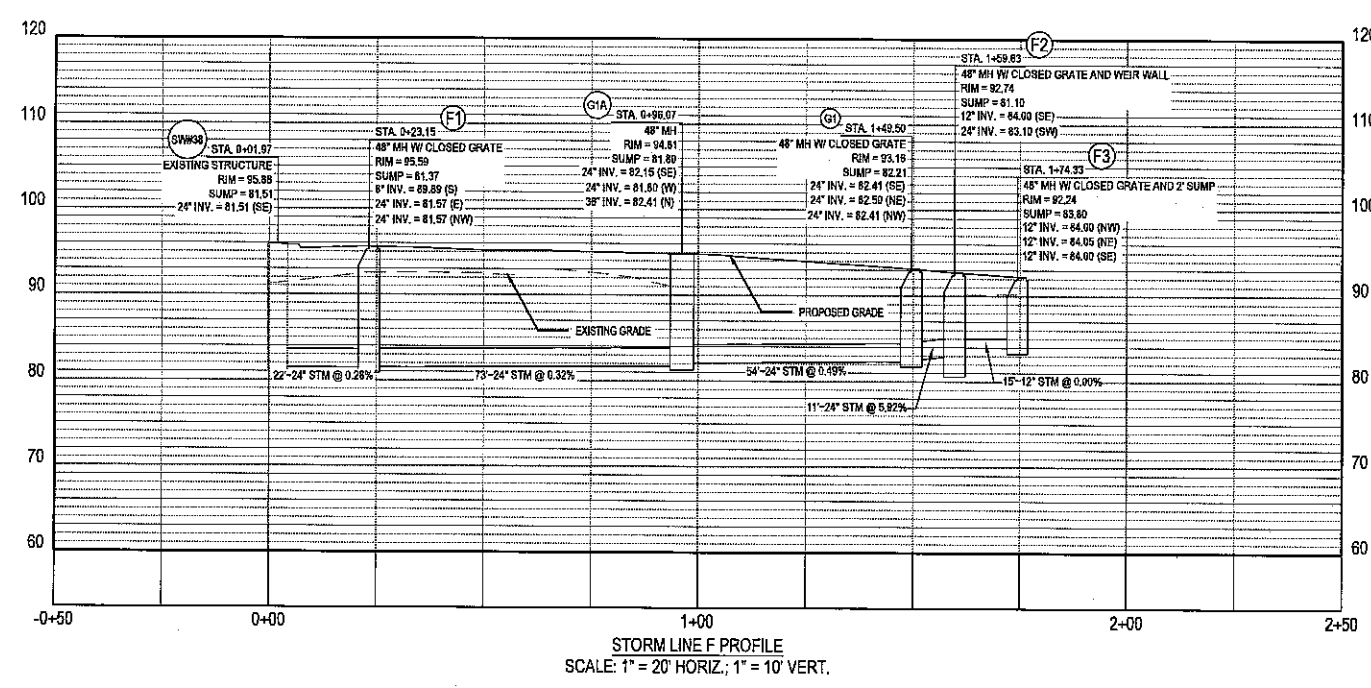 120
110
100
90
80
70
60
120
110
100
90
80
70
60
SW#38
STA. 0+01.97
EXISTING STRUCTURE
RIM = 95.88
SUMP = 81.51
24" INV. = 81.51 (SE)
F1
STA. 0+23.15
48" MH W/ CLOSED GRATE
RIM = 95.59
SUMP = 81.37
24" INV. = 81.57 (E)
24" INV. = 81.57 (NW)
G1A
STA. 0+96.07
48" MH
RIM = 94.81
SUMP = 81.80
24" INV. = 82.15 (SE)
24" INV. = 81.80 (W)
36" INV. = 82.41 (N)
G1
STA. 1+49.50
48" MH W/ CLOSED GRATE
RIM = 93.16
SUMP = 82.21
24" INV. = 82.41 (SE)
24" INV. = 82.50 (NE)
24" INV. = 82.41 (NW)
F2
STA. 1+59.63
48" MH W/ CLOSED GRATE AND WEIR WALL
RIM = 92.74
SUMP = 81.10
12" INV. = 84.00 (SE)
24" INV. = 83.10 (SW)
F3
STA. 1+74.33
48" MH W/ CLOSED GRATE AND 2' SUMP
RIM = 92.24
12" INV. = 84.00 (NW)
12" INV. = 84.05 (NE)
12" INV. = 84.00 (SE)
PROPOSED GRADE
EXISTING GRADE
22'~24" STM @ 0.28%
73'~24" STM @ 0.32%
54'~24" STM @ 0.49%
15'~12" STM @ 0.00%
11'~24" STM @ 5.92%
-0+50
0+00
1+00
2+00
2+50
STORM LINE F PROFILE
SCALE: 1" = 20' HORIZ.; 1" = 10' VERT.